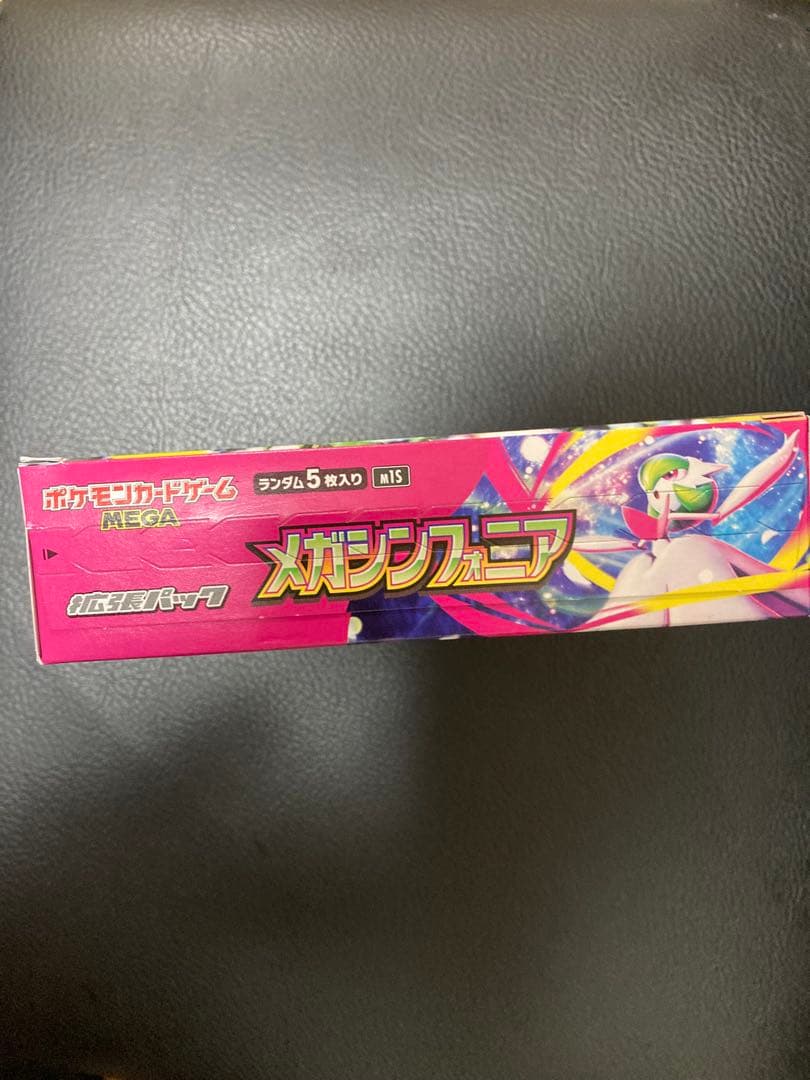 ポケモンカードゲーム
MEGA
ランダム5枚入り
M1S
メガシンフォニア
拡張パック